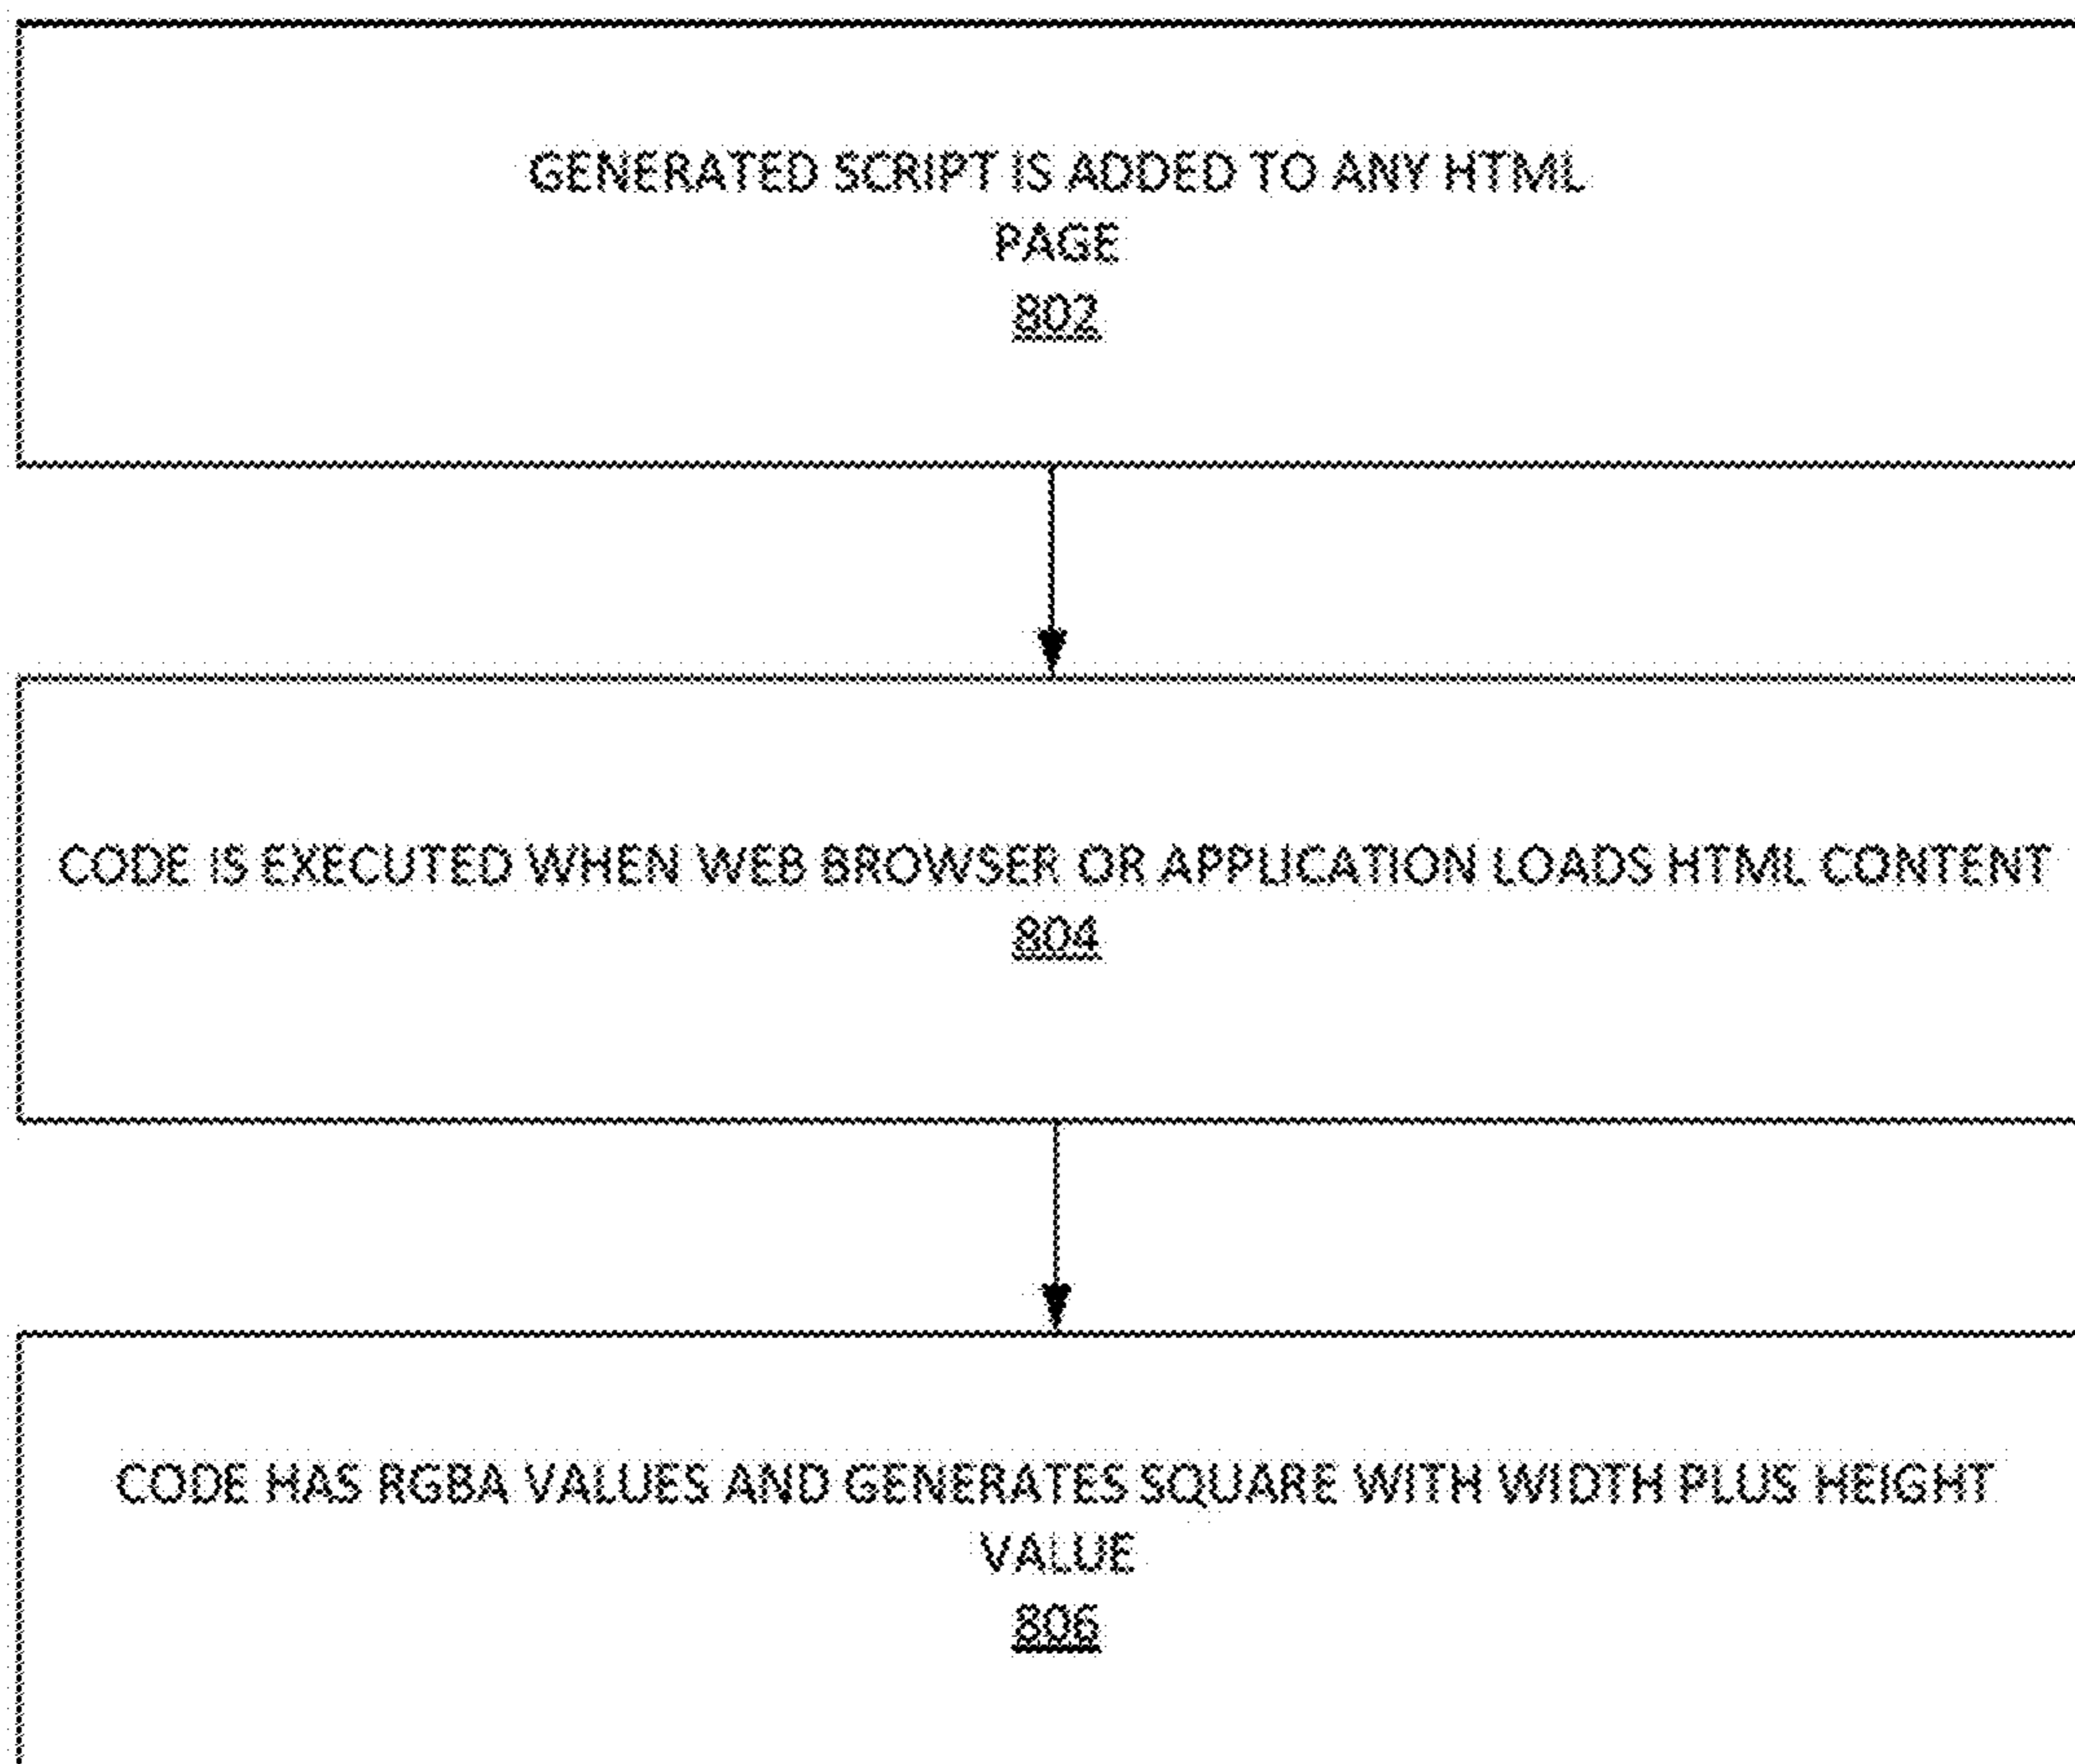 GENERATED SCRIPT IS ADDED TO ANY HTML
PAGE
802
CODE IS EXECUTED WHEN WEB BROWSER OR APPLICATION LOADS HTML CONTENT
804
CODE HAS RGBA VALUES AND GENERATES SQUARE WITH WIDTH PLUS HEIGHT
VALUE
806